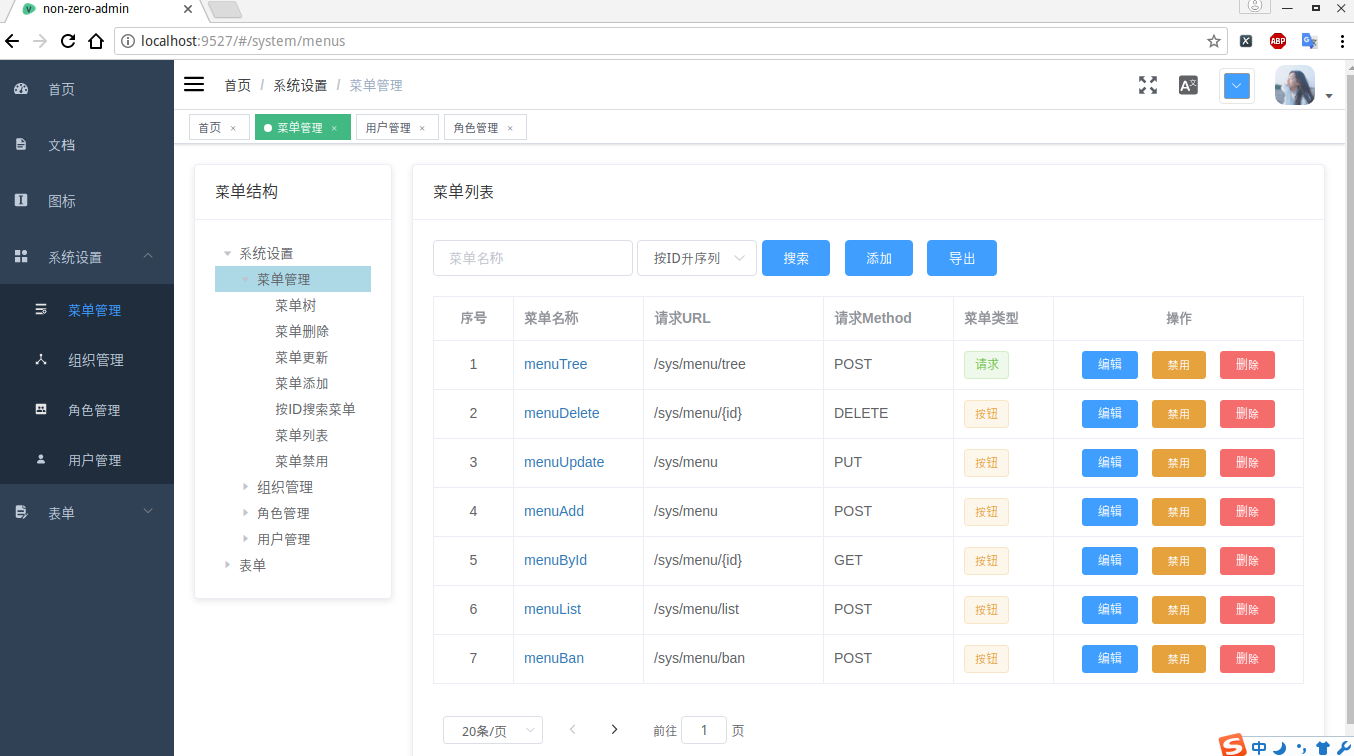 non-zero-admin
localhost:9527/#/system/menus
ABP
首页
文档
图标
系统设置
菜单管理
组织管理
角色管理
用户管理
表单
首页 / 系统设置 / 菜单管理
首页 × 菜单管理 × 用户管理 × 角色管理 ×
菜单结构
系统设置
菜单管理
菜单树
菜单删除
菜单更新
菜单添加
按ID搜索菜单
菜单列表
菜单禁用
组织管理
角色管理
用户管理
表单
菜单列表
菜单名称 按ID升序列 搜索 添加 导出
序号 菜单名称 请求URL 请求Method 菜单类型 操作
1 menuTree /sys/menu/tree POST 请求 编辑 禁用 删除
2 menuDelete /sys/menu/{id} DELETE 按钮 编辑 禁用 删除
3 menuUpdate /sys/menu PUT 按钮 编辑 禁用 删除
4 menuAdd /sys/menu POST 按钮 编辑 禁用 删除
5 menuById /sys/menu/{id} GET 按钮 编辑 禁用 删除
6 menuList /sys/menu/list POST 按钮 编辑 禁用 删除
7 menuBan /sys/menu/ban POST 按钮 编辑 禁用 删除
20条/页 前往 1 页
中